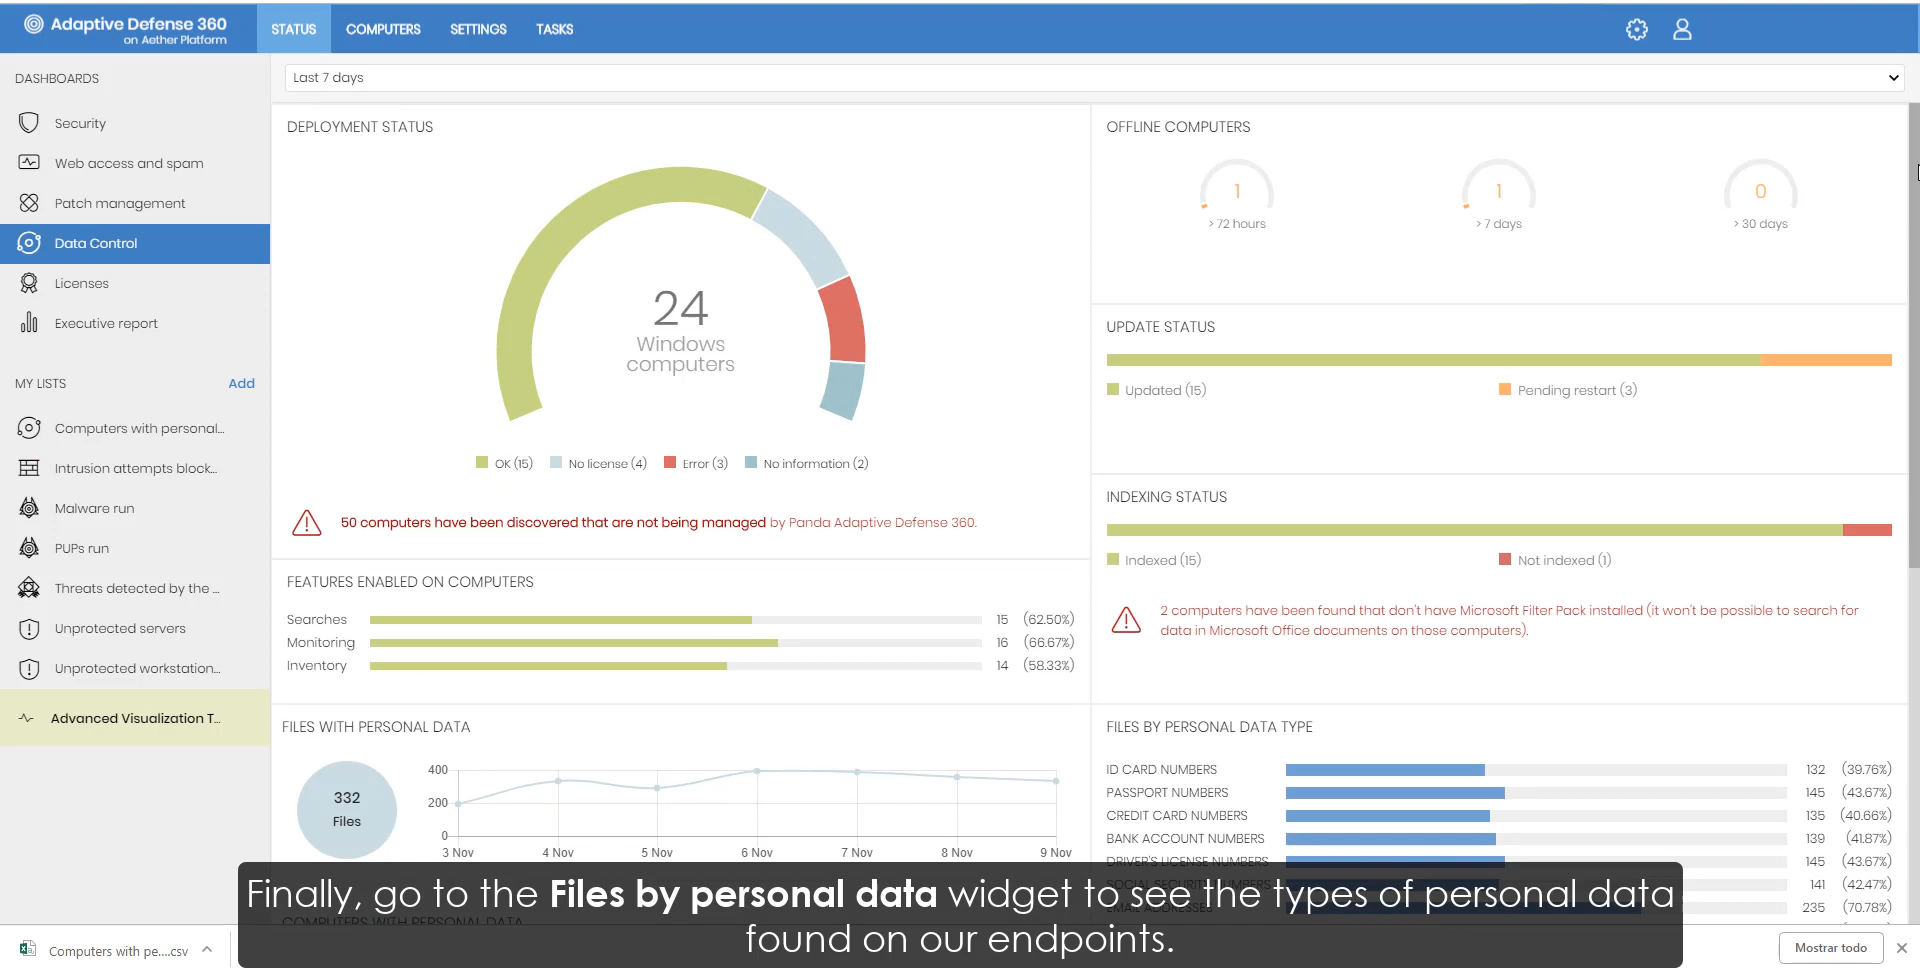 Adaptive Defense 360
on Aether Platform
STATUS
COMPUTERS
SETTINGS
TASKS
DASHBOARDS
Security
Web access and spam
Patch management
Data Control
Licenses
Executive report
MY LISTS
Add
Computers with personal...
Intrusion attempts block...
Malware run
PUPs run
Threats detected by the ...
Unprotected servers
Unprotected workstation...
Advanced Visualization T...
Last 7 days
DEPLOYMENT STATUS
24
Windows
computers
OK (15)
No license (4)
Error (3)
No information (2)
50 computers have been discovered that are not being managed by Panda Adaptive Defense 360.
OFFLINE COMPUTERS
1
> 72 hours
1
> 7 days
0
> 30 days
UPDATE STATUS
Updated (15)
Pending restart (3)
INDEXING STATUS
Indexed (15)
Not indexed (1)
2 computers have been found that don't have Microsoft Filter Pack installed (it won't be possible to search for
data in Microsoft Office documents on those computers).
FEATURES ENABLED ON COMPUTERS
Searches 15 (62.50%)
Monitoring 16 (66.67%)
Inventory 14 (58.33%)
FILES WITH PERSONAL DATA
332
Files
400
200
0
3 Nov 4 Nov 5 Nov 6 Nov 7 Nov 8 Nov 9 Nov
FILES BY PERSONAL DATA TYPE
ID CARD NUMBERS 132 (39.76%)
PASSPORT NUMBERS 145 (43.67%)
CREDIT CARD NUMBERS 135 (40.66%)
BANK ACCOUNT NUMBERS 139 (41.87%)
DRIVER'S LICENSE NUMBERS 145 (43.67%)
SOCIAL SECURITY NUMBERS 141 (42.47%)
EMAIL ADDRESSES 235 (70.78%)
COMPUTERS WITH PERSONAL DATA
Finally, go to the Files by personal data widget to see the types of personal data
found on our endpoints.
Computers with pe....csv
Mostrar todo